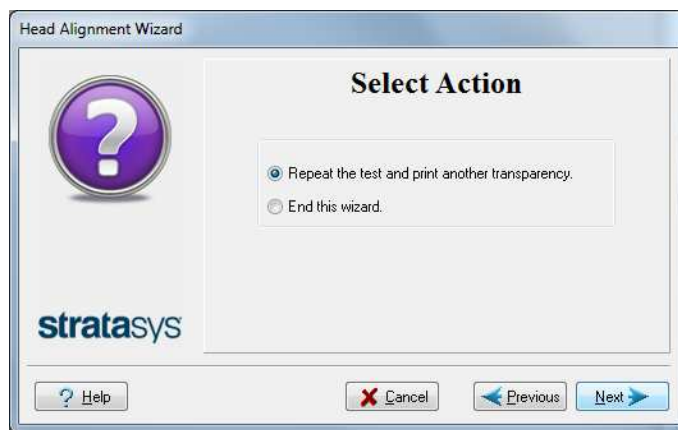 Head Alignment Wizard
Select Action
Repeat the test and print another transparency.
End this wizard.
stratasys
? Help
Cancel
Previous
Next